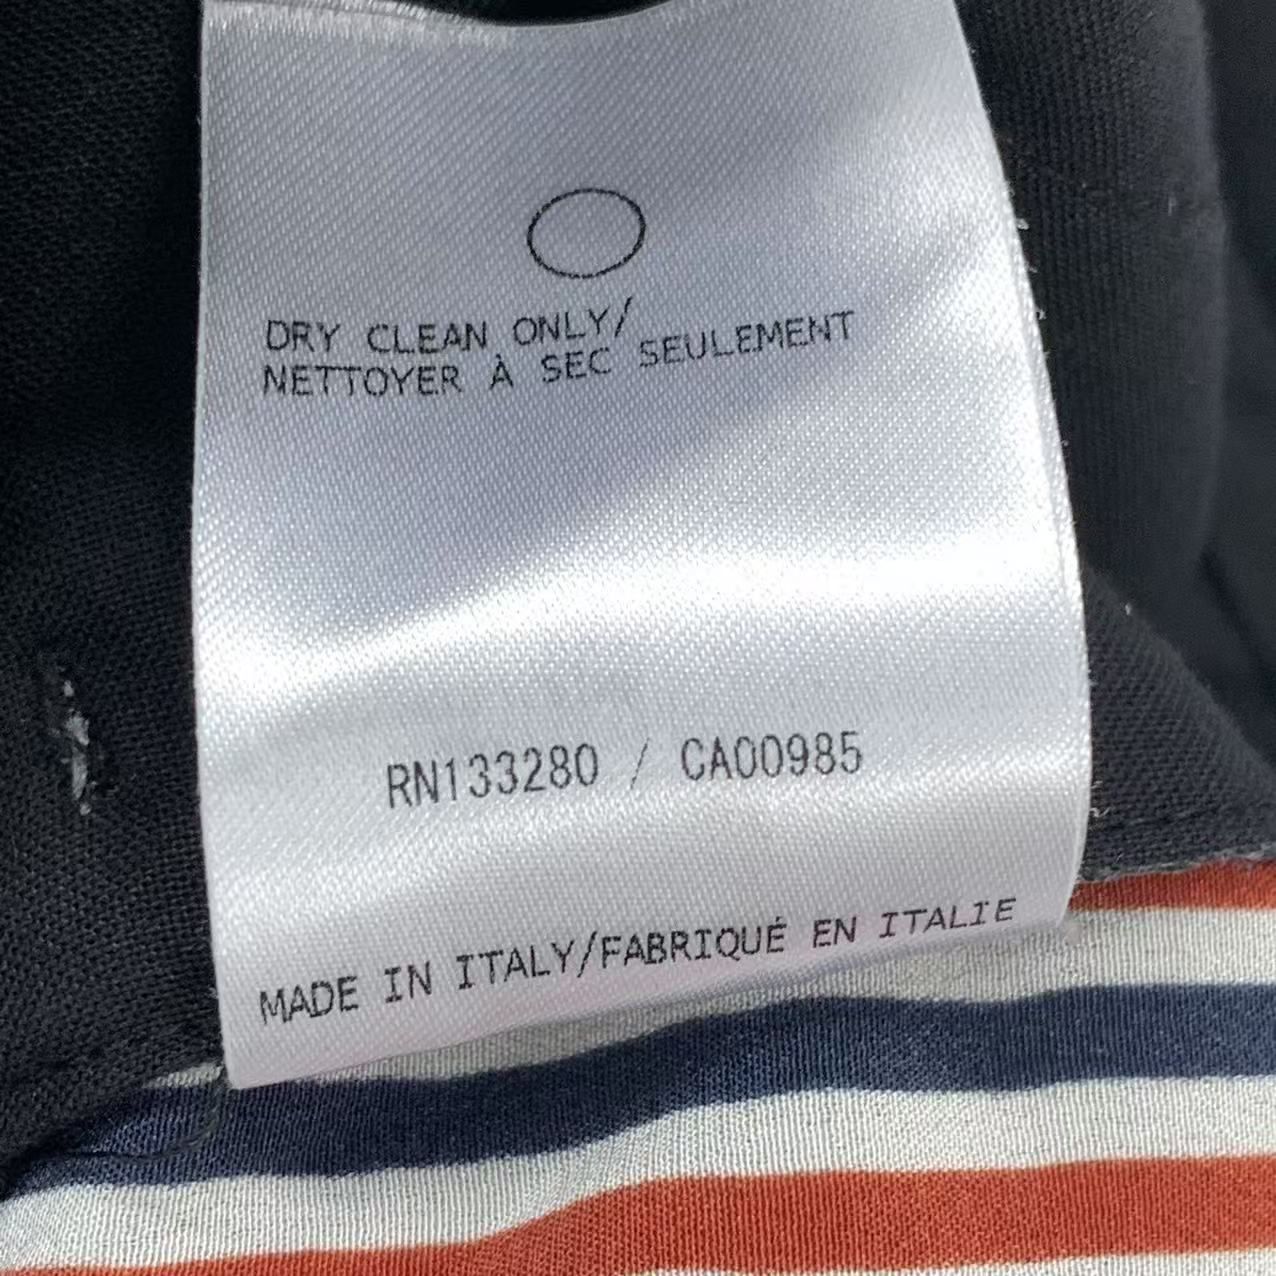 DRY CLEAN ONLY/
NETTOYER À SEC SEULEMENT
RN133280 / CA00985
MADE IN ITALY/FABRIQUÉ EN ITALIE